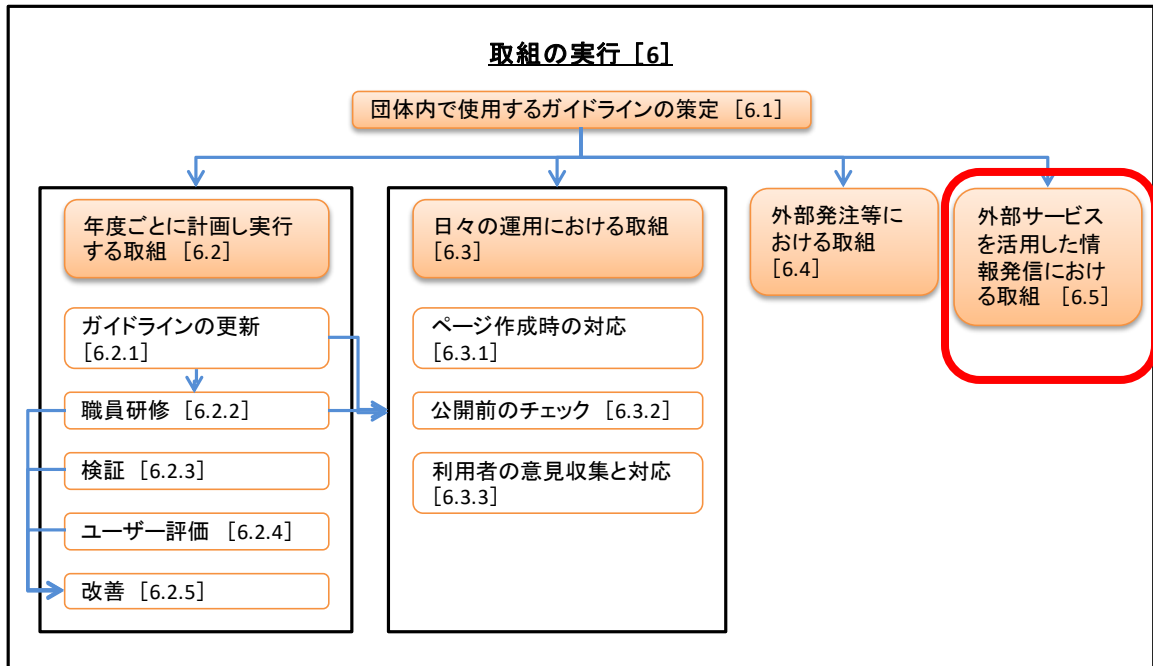 取組の実行 [6]
団体内で使用するガイドラインの策定 [6.1]
年度ごとに計画し実行
する取組 [6.2]
ガイドラインの更新
[6.2.1]
職員研修 [6.2.2]
検証 [6.2.3]
ユーザー評価 [6.2.4]
改善 [6.2.5]
日々の運用における取組
[6.3]
ページ作成時の対応
[6.3.1]
公開前のチェック [6.3.2]
利用者の意見収集と対応
[6.3.3]
外部発注等に
おける取組
[6.4]
外部サービス
を活用した情
報発信におけ
る取組 [6.5]